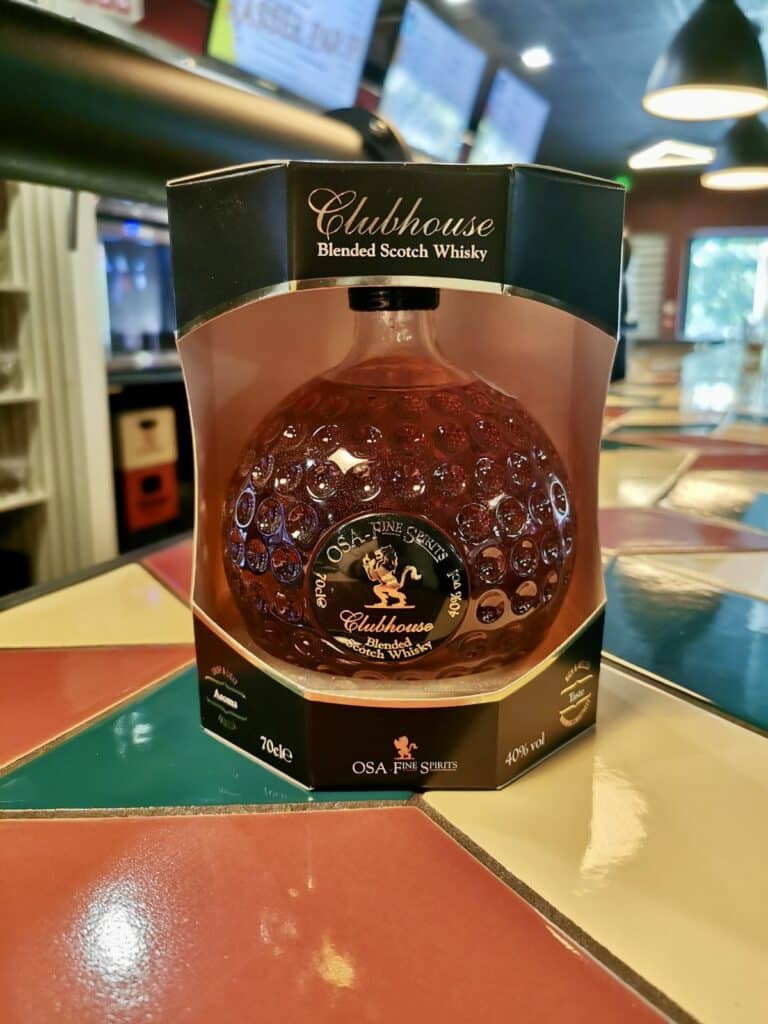 Clubhouse
Blended Scotch Whisky
OSA-Fine Spirits
70cle
40% vol
Clubhouse
Blended
Scotch Whisky
Aroma
Taste
70cle
OSA-Fine Spirits
40% vol